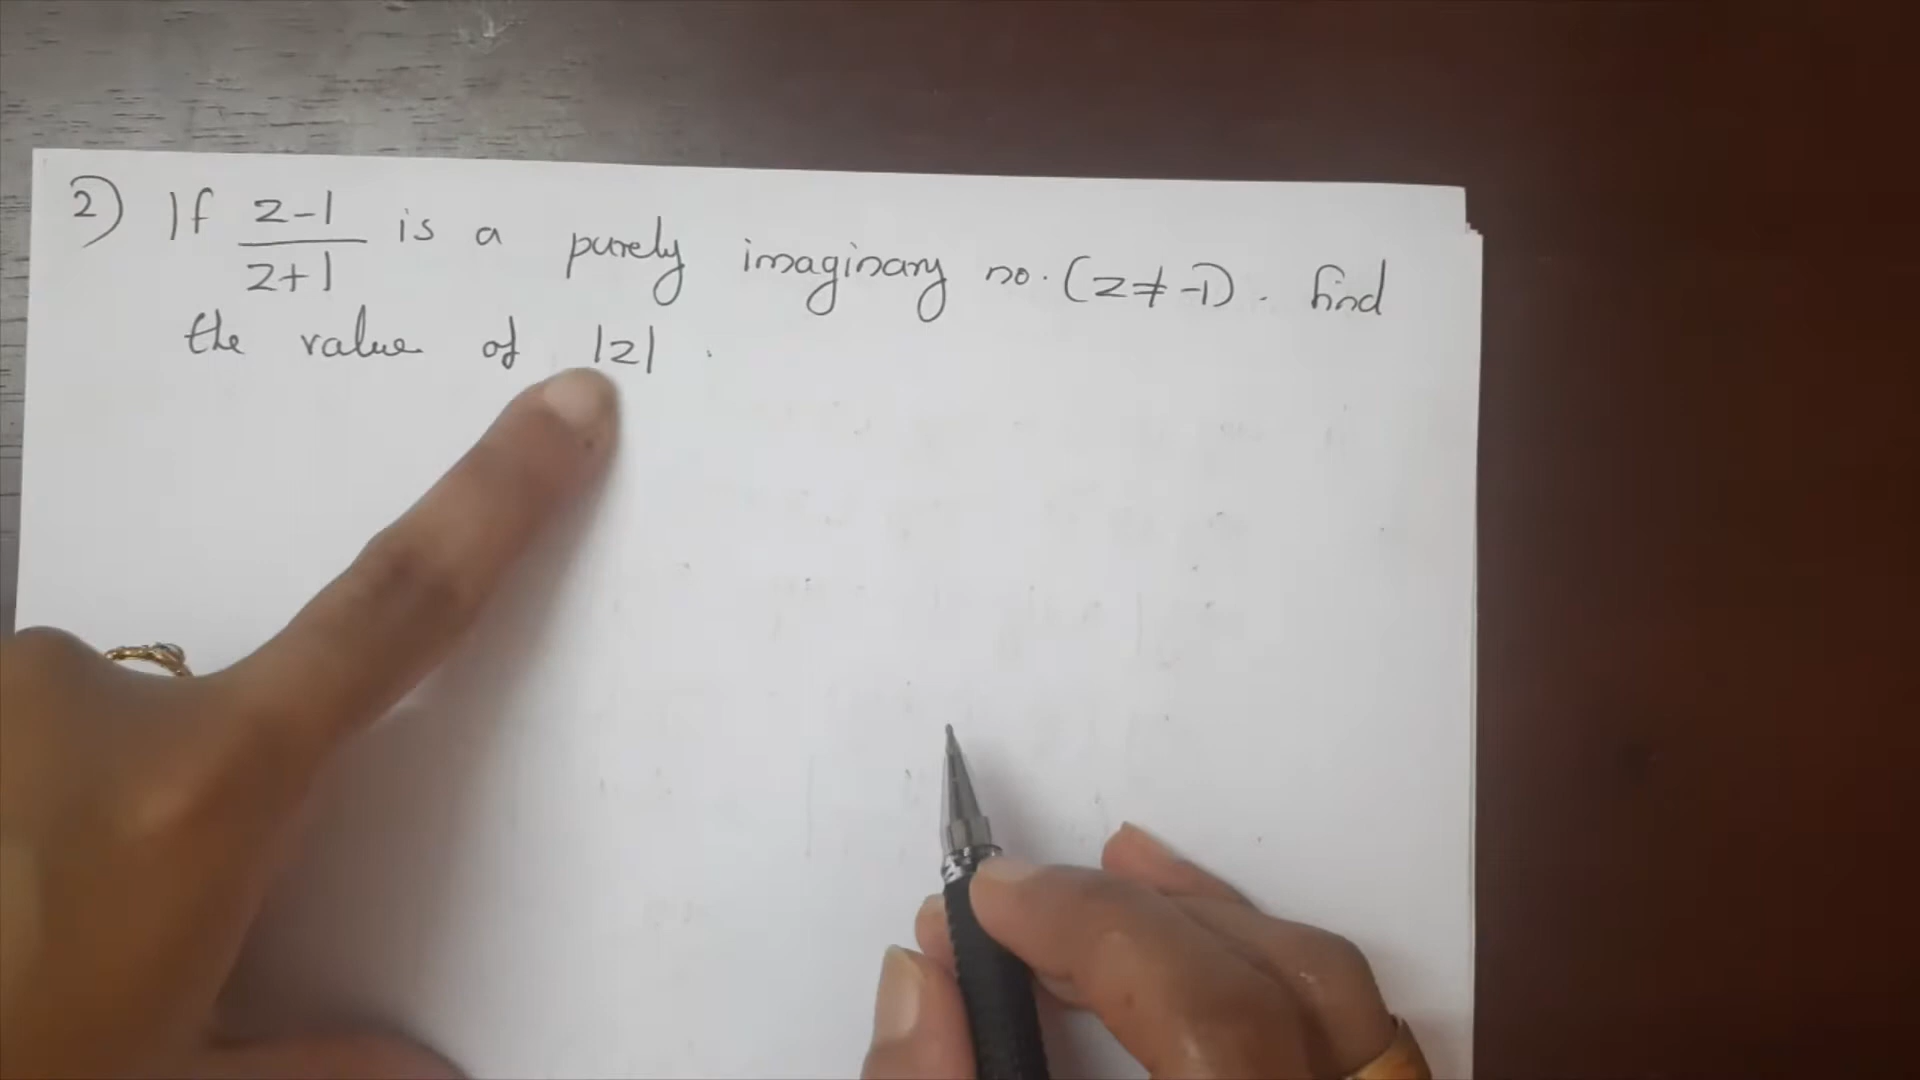 2) If z-1/z+1 is a purely imaginary no. (z≠-1). find
the value of |z|.